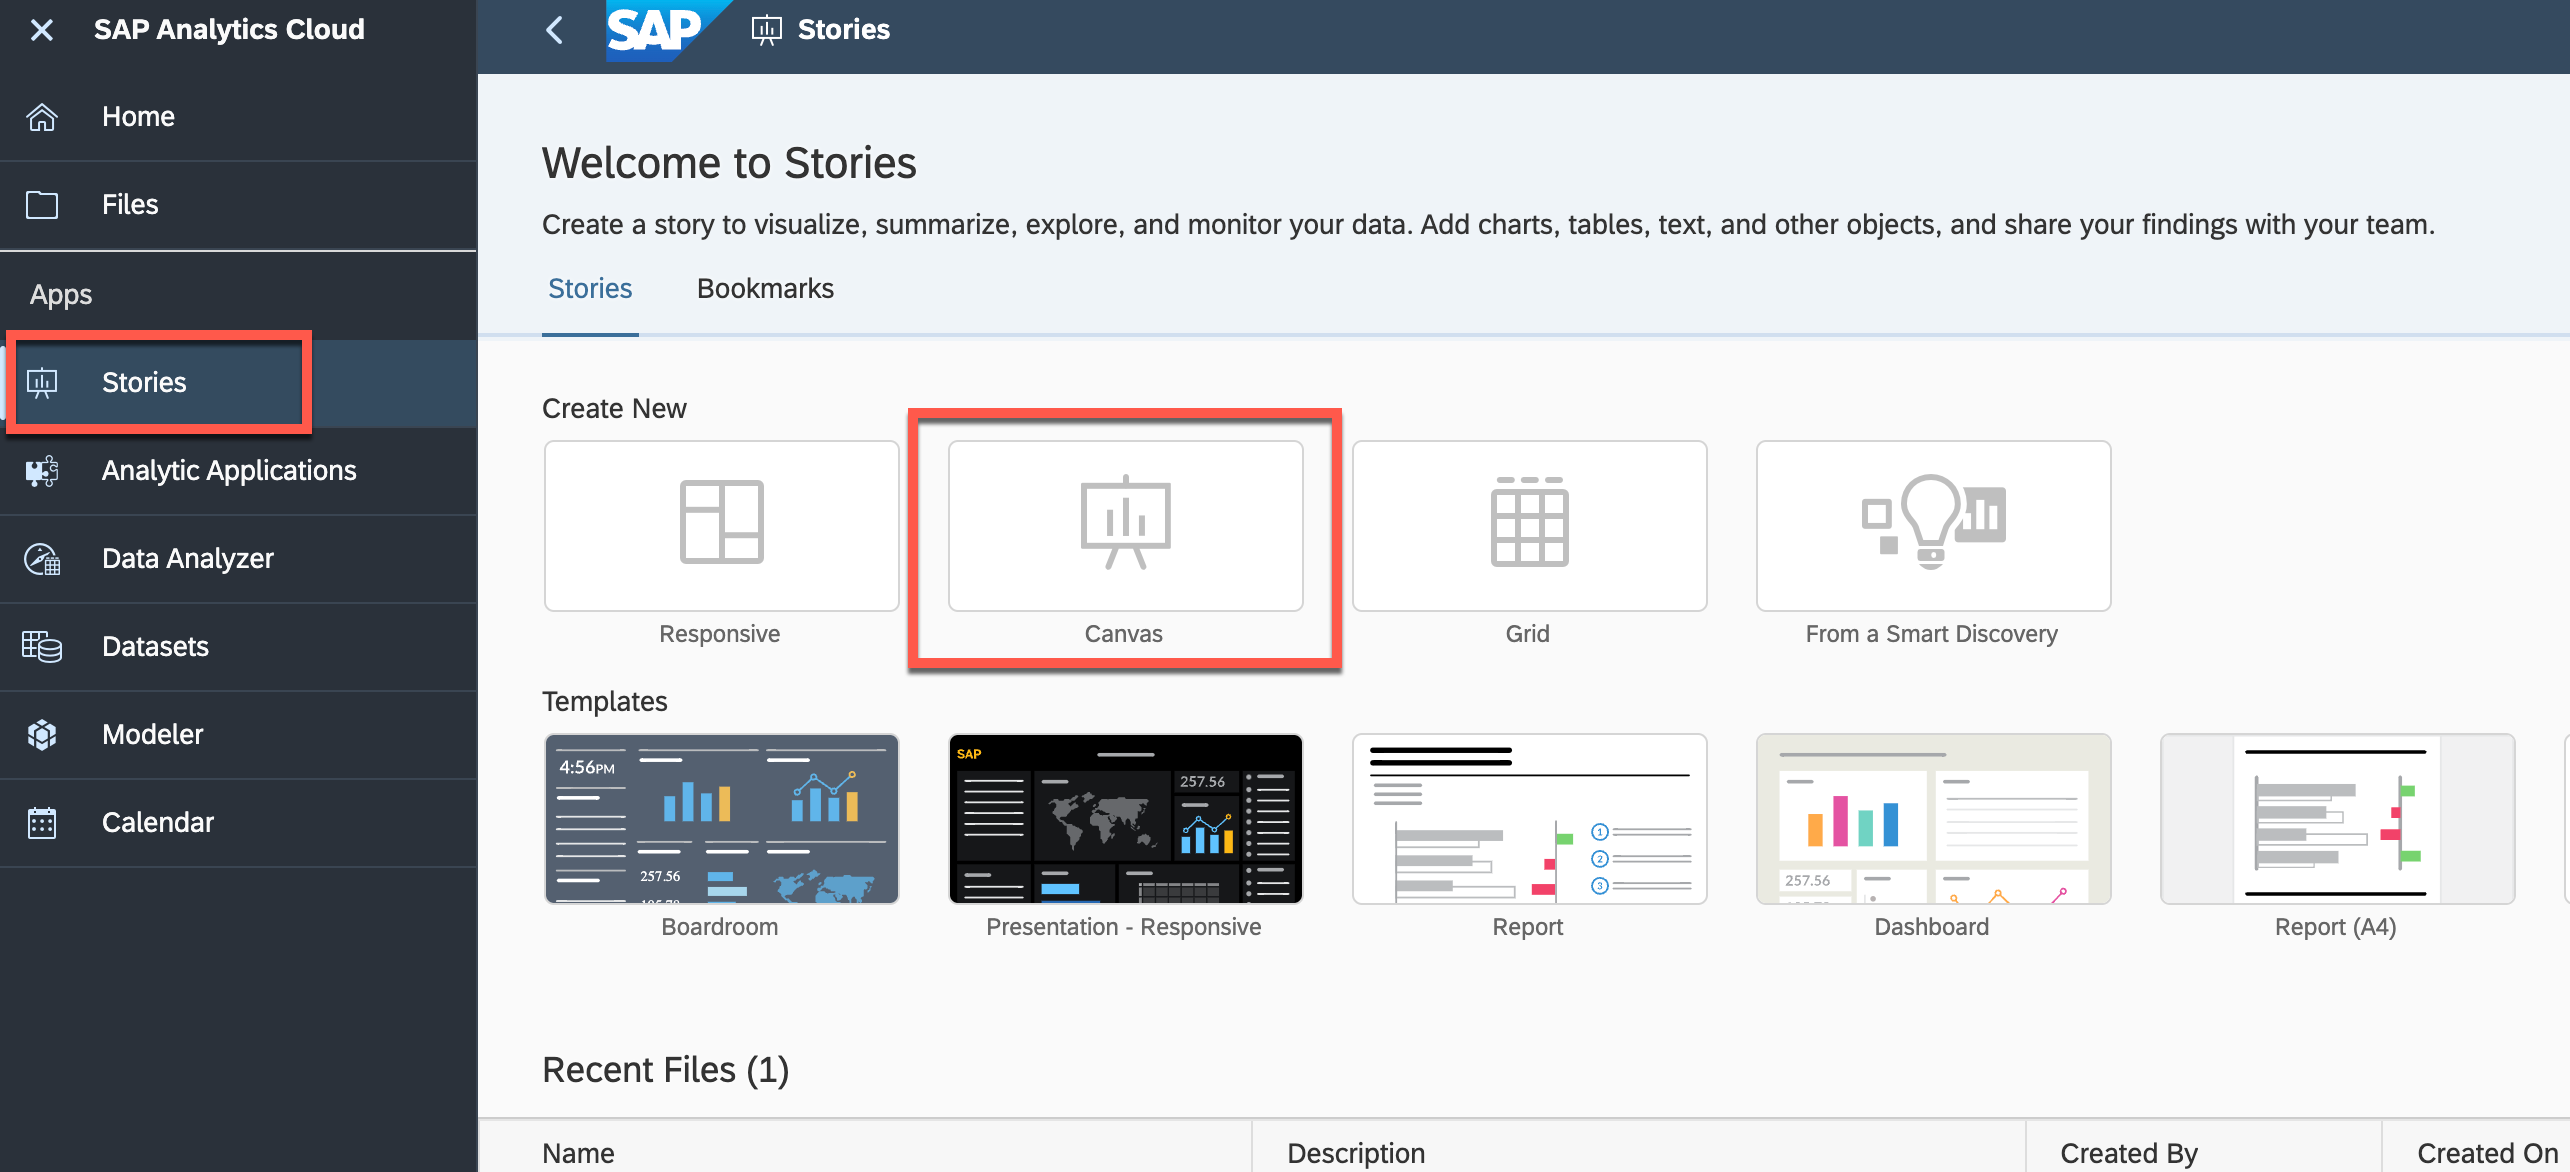 SAP Analytics Cloud
SAP
Stories
Home
Files
Apps
Stories
Analytic Applications
Data Analyzer
Datasets
Modeler
Calendar
Welcome to Stories
Create a story to visualize, summarize, explore, and monitor your data. Add charts, tables, text, and other objects, and share your findings with your team.
Stories
Bookmarks
Create New
Responsive
Canvas
Grid
From a Smart Discovery
Templates
4:56PM
257.56
SAP
257.56
1
2
3
257.56
Boardroom
Presentation - Responsive
Report
Dashboard
Report (A4)
Recent Files (1)
Name
Description
Created By
Created On